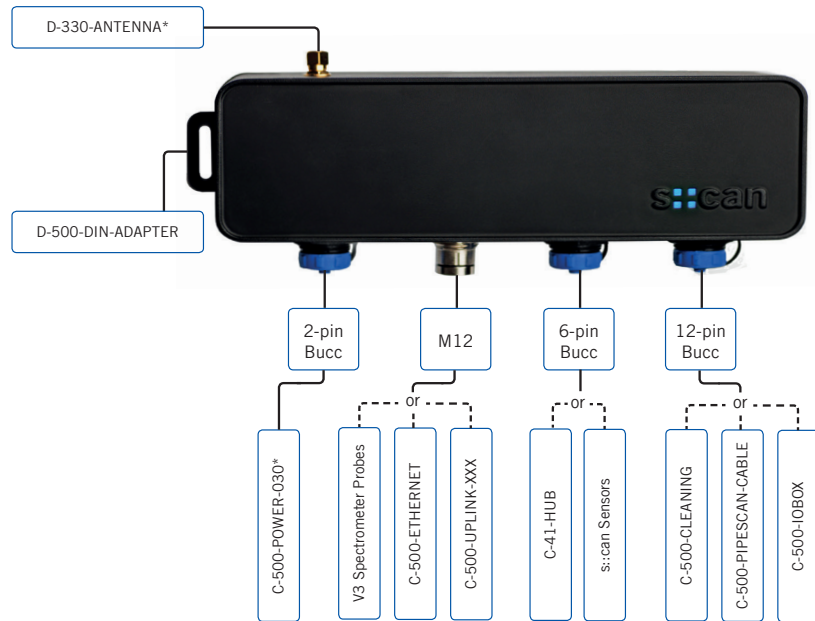 D-330-ANTENNA*
s::can
D-500-DIN-ADAPTER
2-pin
Bucc
M12
6-pin
Bucc
12-pin
Bucc
or
or
or
C-500-POWER-030*
V3 Spectrometer Probes
C-500-ETHERNET
C-500-UPLINK-XXX
C-41-HUB
s::can Sensors
C-500-CLEANING
C-500-PIPESCAN-CABLE
C-500-IOBOX